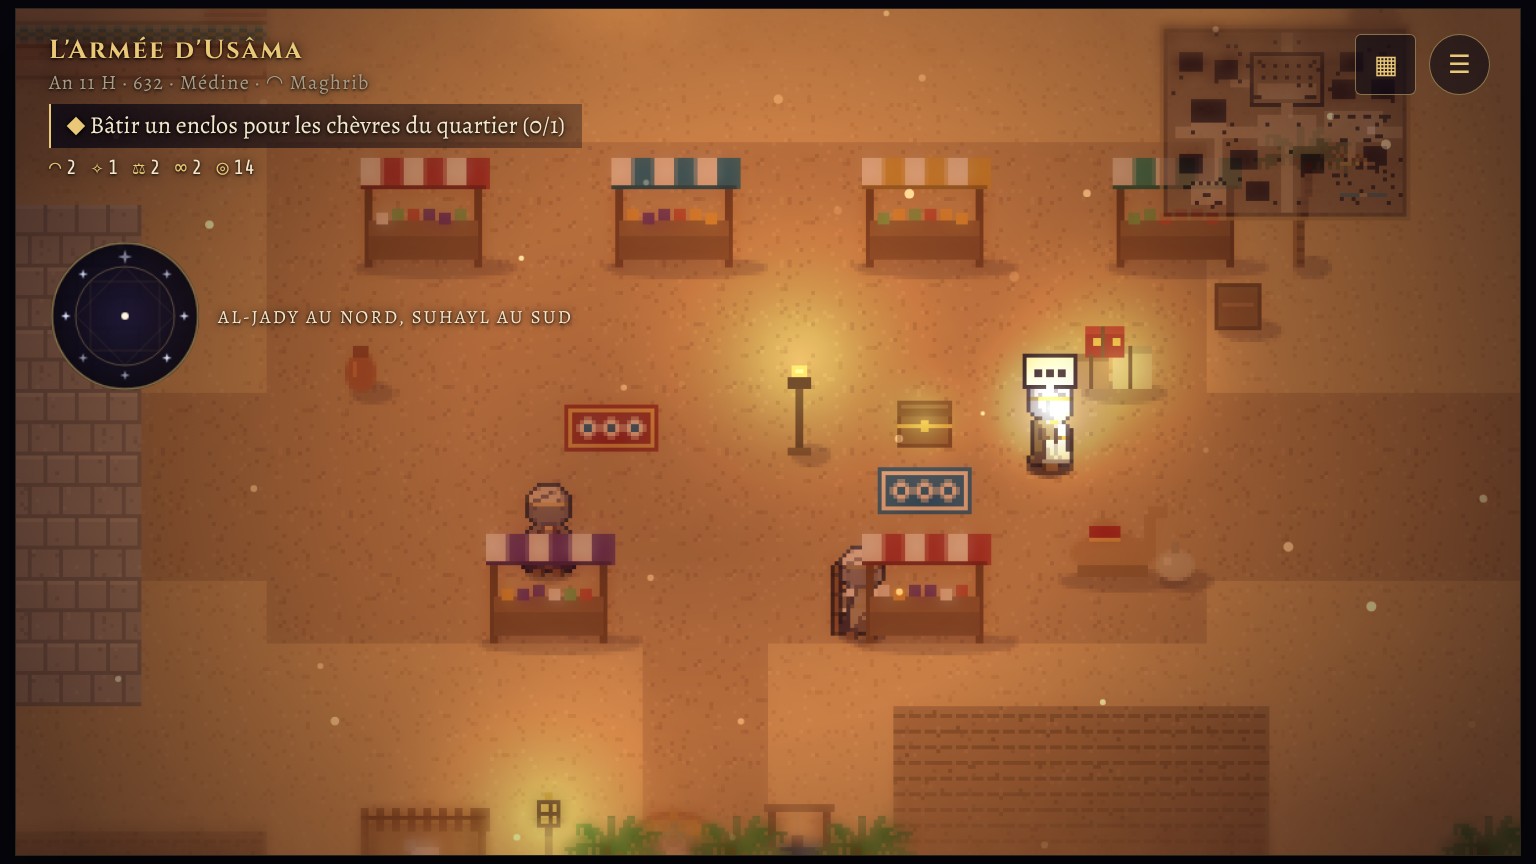 L'Armée d'Usâma
An 11 H · 632 · Médine · ◠ Maghrib
◆ Bâtir un enclos pour les chèvres du quartier (0/1)
◠ 2 ✧ 1 ⚖ 2 ∞ 2 ◎ 14
AL-JADY AU NORD, SUHAYL AU SUD